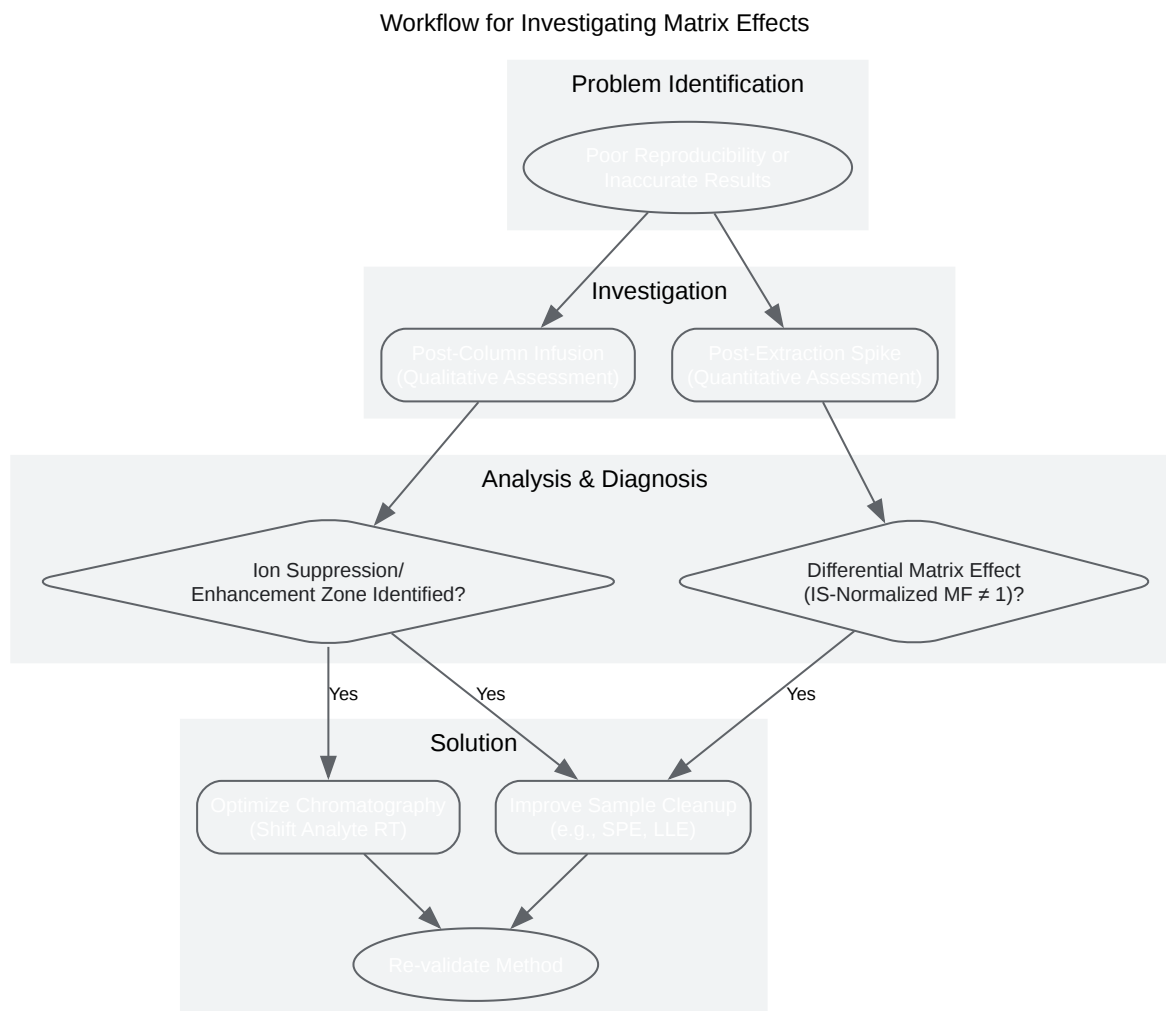 Workflow for Investigating Matrix Effects
Problem Identification
Poor Reproducibility or
Inaccurate Results
Investigation
Post-Column Infusion
(Qualitative Assessment)
Post-Extraction Spike
(Quantitative Assessment)
Analysis & Diagnosis
Ion Suppression/
Enhancement Zone Identified?
Differential Matrix Effect
(IS-Normalized MF ≠ 1)?
Yes
Yes
Yes
Solution
Optimize Chromatography
(Shift Analyte RT)
Improve Sample Cleanup
(e.g., SPE, LLE)
Re-validate Method